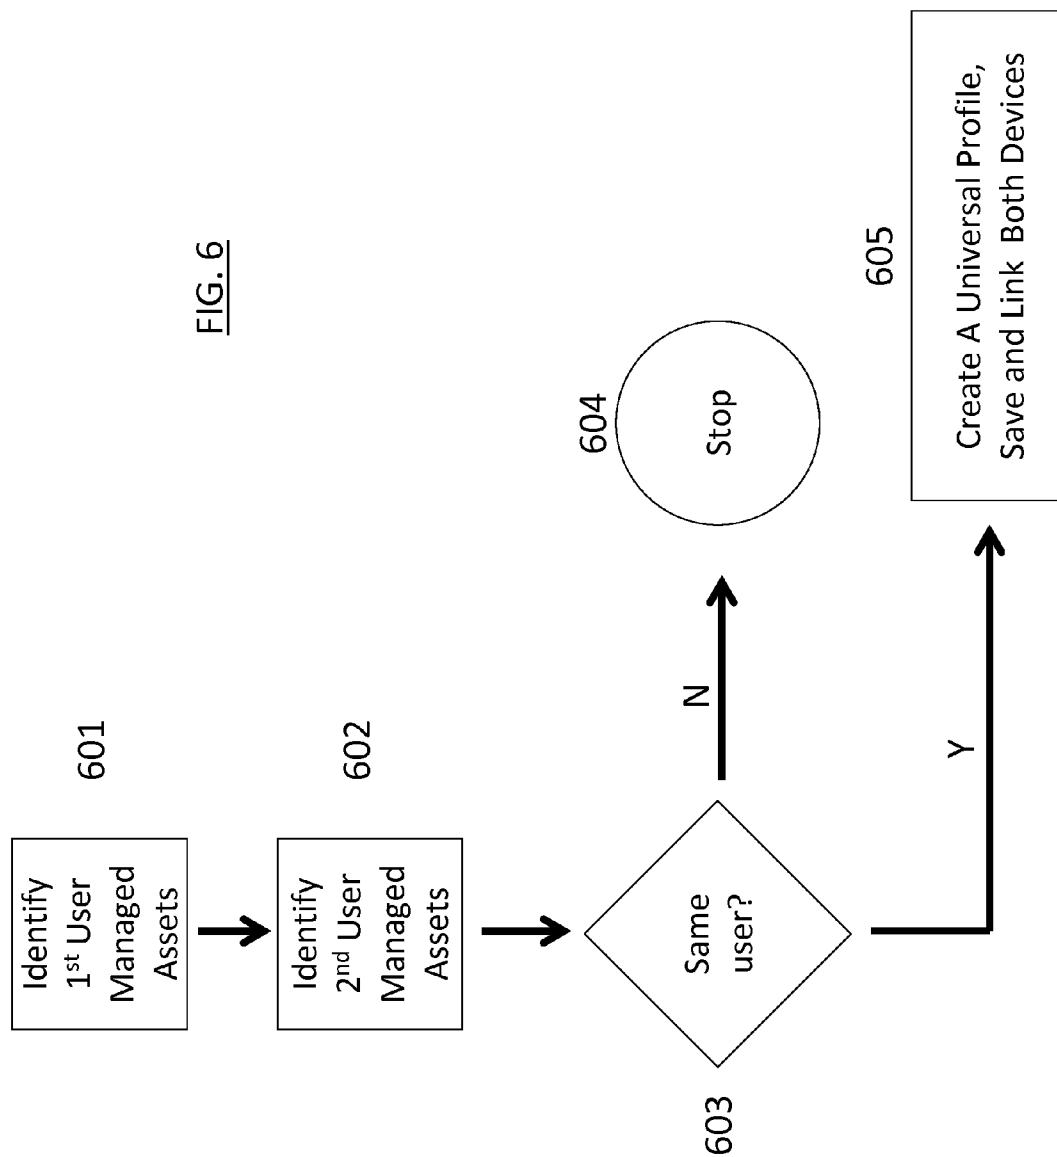 FIG. 6
601
Identify
1st User
Managed
Assets
602
Identify
2nd User
Managed
Assets
603
Same
user?
N
604
Stop
Y
605
Create A Universal Profile,
Save and Link Both Devices